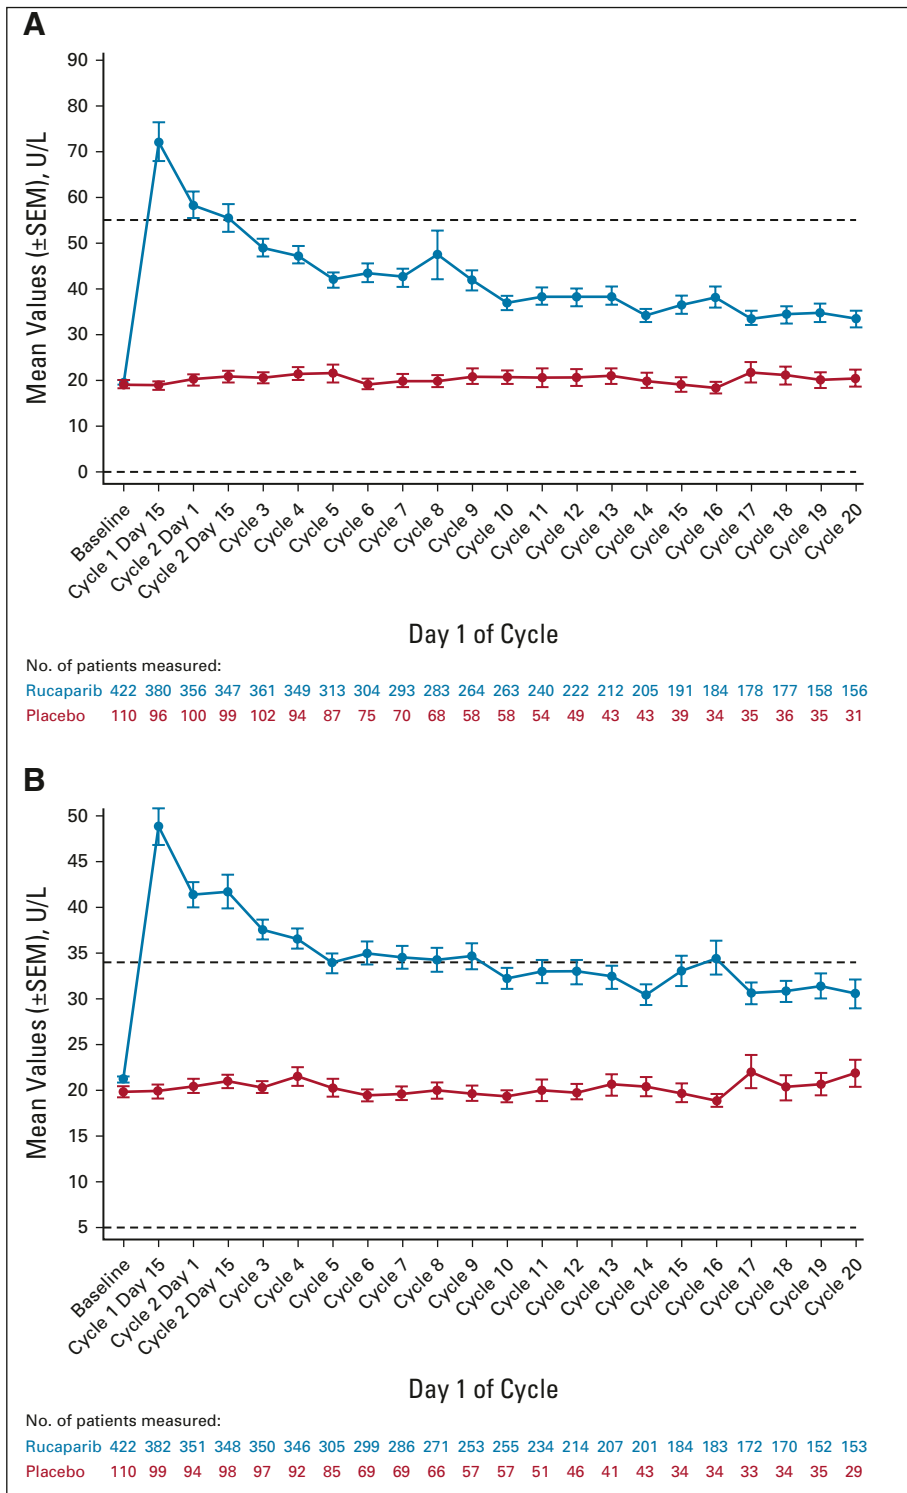 A
Mean Values (±SEM), U/L
90
80
70
60
50
40
30
20
10
0
Baseline
Cycle 1 Day 15
Cycle 2 Day 1
Cycle 2 Day 15
Cycle 3
Cycle 4
Cycle 5
Cycle 6
Cycle 7
Cycle 8
Cycle 9
Cycle 10
Cycle 11
Cycle 12
Cycle 13
Cycle 14
Cycle 15
Cycle 16
Cycle 17
Cycle 18
Cycle 19
Cycle 20
Day 1 of Cycle
No. of patients measured:
Rucaparib 422 380 356 347 361 349 313 304 293 283 264 263 240 222 212 205 191 184 178 177 158 156
Placebo 110 96 100 99 102 94 87 75 70 68 58 58 54 49 43 43 39 34 35 36 35 31
B
Mean Values (±SEM), U/L
50
45
40
35
30
25
20
15
10
5
Baseline
Cycle 1 Day 15
Cycle 2 Day 1
Cycle 2 Day 15
Cycle 3
Cycle 4
Cycle 5
Cycle 6
Cycle 7
Cycle 8
Cycle 9
Cycle 10
Cycle 11
Cycle 12
Cycle 13
Cycle 14
Cycle 15
Cycle 16
Cycle 17
Cycle 18
Cycle 19
Cycle 20
Day 1 of Cycle
No. of patients measured:
Rucaparib 422 382 351 348 350 346 305 299 286 271 253 255 234 214 207 201 184 183 172 170 152 153
Placebo 110 99 94 98 97 92 85 69 69 66 57 57 51 46 41 43 34 34 33 34 35 29